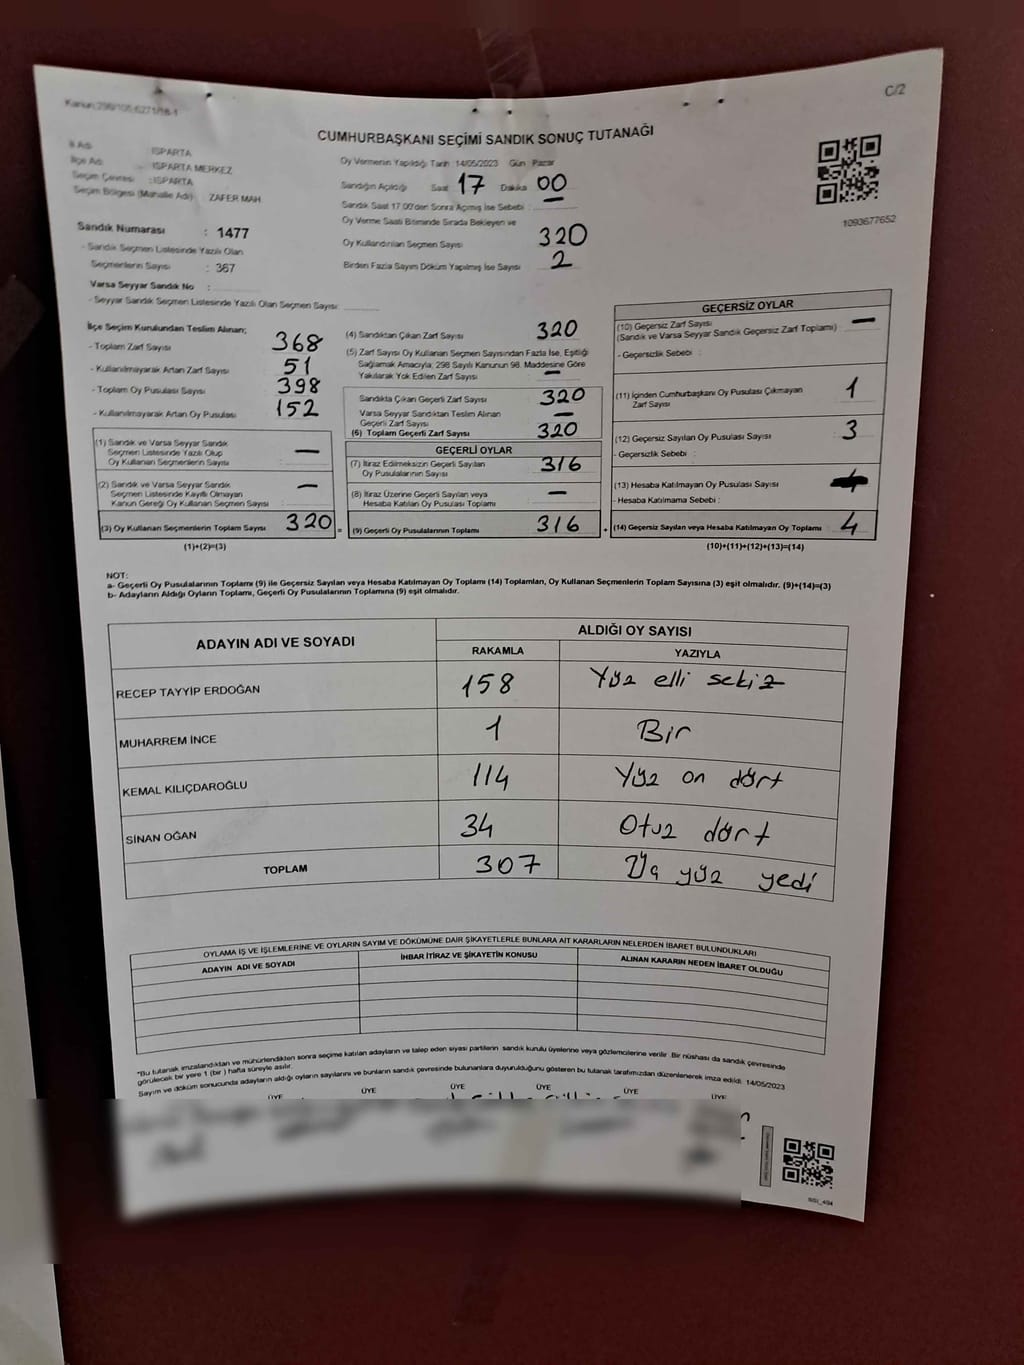 Kanun:298/105,6271/18-1
C/2
CUMHURBAŞKANI SEÇİMİ SANDIK SONUÇ TUTANAĞI
İl Adı : ISPARTA
İlçe Adı : ISPARTA MERKEZ
Seçim Çevresi : ISPARTA
Seçim Bölgesi (Mahalle Adı) : ZAFER MAH.
Sandık Numarası : 1477
- Sandık Seçmen Listesinde Yazılı Olan
Seçmenlerin Sayısı : 367
Varsa Seyyar Sandık No :
- Seyyar Sandık Seçmen Listesinde Yazılı Olan Seçmen Sayısı:
Oy Vermenin Yapıldığı Tarih 14/05/2023 Gün Pazar
Sandığın Açıldığı Saat 17 Dakika 00
Sandık Saat 17.00'den Sonra Açılmış İse Sebebi :
Oy Verme Saati Bitiminde Sırada Bekleyen ve
Oy Kullandırılan Seçmen Sayısı 320
Birden Fazla Sayım Döküm Yapılmış İse Sayısı 2
1093677652
İlçe Seçim Kurulundan Teslim Alınan;
- Toplam Zarf Sayısı 368
- Kullanılmayarak Artan Zarf Sayısı 51
- Toplam Oy Pusulası Sayısı 398
- Kullanılmayarak Artan Oy Pusulası 152
(1) Sandık ve Varsa Seyyar Sandık
Seçmen Listesinde Yazılı Olup
Oy Kullanan Seçmenlerin Sayısı : —
(2) Sandık ve Varsa Seyyar Sandık
Seçmen Listesinde Kayıtlı Olmayan
Kanun Gereği Oy Kullanan Seçmen Sayısı : —
(3) Oy Kullanan Seçmenlerin Toplam Sayısı 320 =
(1)+(2)=(3)
(4) Sandıktan Çıkan Zarf Sayısı 320
(5) Zarf Sayısı Oy Kullanan Seçmen Sayısından Fazla İse, Eşitliği
Sağlamak Amacıyla; 298 Sayılı Kanunun 98. Maddesine Göre
Yakılarak Yok Edilen Zarf Sayısı —
Sandıkta Çıkan Geçerli Zarf Sayısı 320
Varsa Seyyar Sandıktan Teslim Alınan
Geçerli Zarf Sayısı —
(6) Toplam Geçerli Zarf Sayısı 320
GEÇERLİ OYLAR
(7) İtiraz Edilmeksizin Geçerli Sayılan
Oy Pusulalarının Sayısı 316
(8) İtiraz Üzerine Geçerli Sayılan veya
Hesaba Katılan Oy Pusulası Toplamı —
(9) Geçerli Oy Pusulalarının Toplamı 316 +
GEÇERSİZ OYLAR
(10) Geçersiz Zarf Sayısı —
(Sandık ve Varsa Seyyar Sandık Geçersiz Zarf Toplamı)
- Geçersizlik Sebebi :
(11) İçinden Cumhurbaşkanı Oy Pusulası Çıkmayan
Zarf Sayısı 1
(12) Geçersiz Sayılan Oy Pusulası Sayısı 3
- Geçersizlik Sebebi :
(13) Hesaba Katılmayan Oy Pusulası Sayısı
- Hesaba Katılmama Sebebi :
(14) Geçersiz Sayılan veya Hesaba Katılmayan Oy Toplamı 4
(10)+(11)+(12)+(13)=(14)
NOT:
a- Geçerli Oy Pusulalarının Toplamı (9) ile Geçersiz Sayılan veya Hesaba Katılmayan Oy Toplamı (14) Toplamları, Oy Kullanan Seçmenlerin Toplam Sayısına (3) eşit olmalıdır. (9)+(14)=(3)
b- Adayların Aldığı Oyların Toplamı, Geçerli Oy Pusulalarının Toplamına (9) eşit olmalıdır.
ADAYIN ADI VE SOYADI
ALDIĞI OY SAYISI
RAKAMLA YAZIYLA
RECEP TAYYİP ERDOĞAN 158 Yüz elli sekiz
MUHARREM İNCE 1 Bir
KEMAL KILIÇDAROĞLU 114 Yüz on dört
SİNAN OĞAN 34 Otuz dört
TOPLAM 307 Üç yüz yedi
OYLAMA İŞ VE İŞLEMLERİNE VE OYLARIN SAYIM VE DÖKÜMÜNE DAİR ŞİKAYETLERLE BUNLARA AİT KARARLARIN NELERDEN İBARET BULUNDUKLARI
ADAYIN ADI VE SOYADI İHBAR İTİRAZ VE ŞİKAYETİN KONUSU ALINAN KARARIN NEDEN İBARET OLDUĞU
*Bu tutanak imzalandıktan ve mühürlendikten sonra seçime katılan adayların ve talep eden siyasi partilerin sandık kurulu üyelerine veya gözlemcilerine verilir. Bir nüshası da sandık çevresinde
görülecek bir yere 1 (bir) hafta süreyle asılır.
Sayım ve döküm sonucunda adayların aldığı oyların sayılarını ve bunların sandık çevresinde bulunanlara duyurulduğunu gösteren bu tutanak tarafımızdan düzenlenerek imza edildi. 14/05/2023
ÜYE ÜYE ÜYE ÜYE ÜYE ÜYE